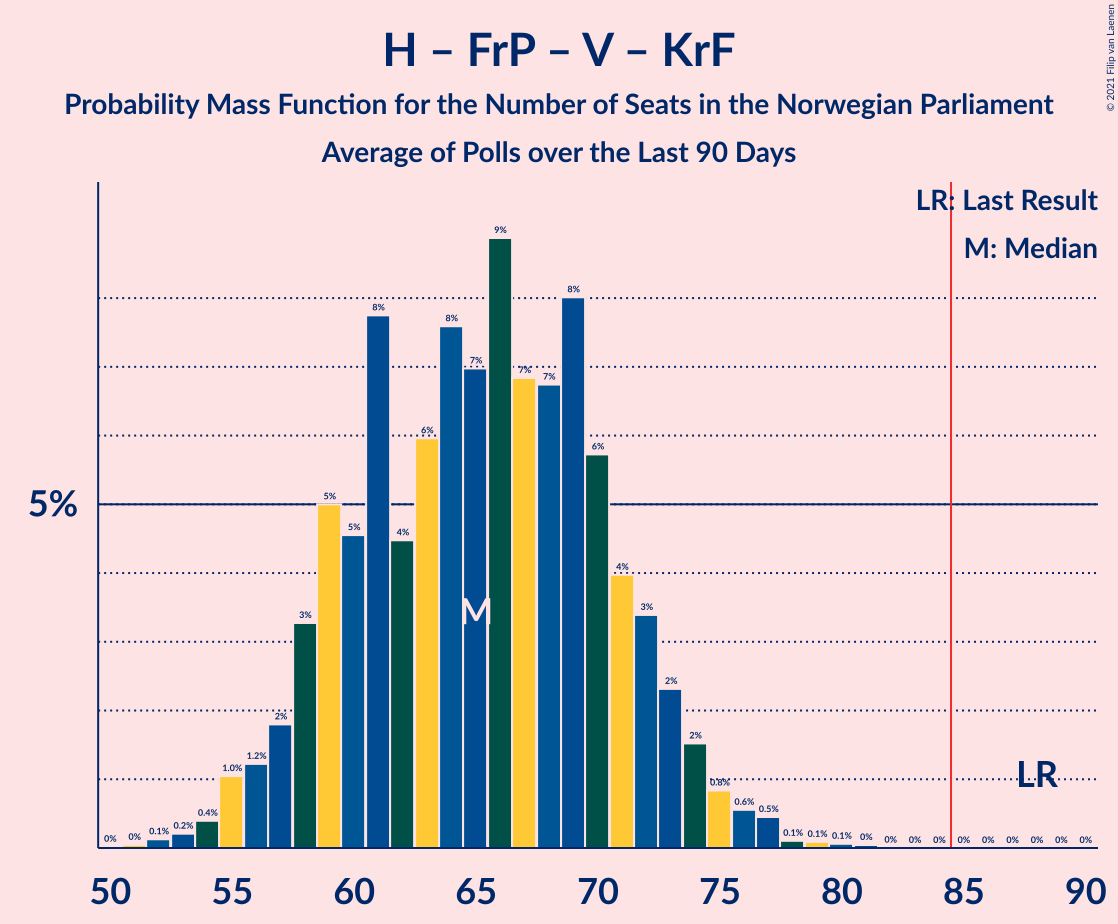 H – FrP – V – KrF
Probability Mass Function for the Number of Seats in the Norwegian Parliament
Average of Polls over the Last 90 Days
© 2021 Filip van Laenen
LR: Last Result
M: Median
5%
0% 0% 0.1% 0.2% 0.4% 1.0% 1.2% 2% 3% 5% 5% 8% 4% 6% 8% 7% 9% 7% 7% 8% 6% 4% 3% 2% 2% 0.8% 0.6% 0.5% 0.1% 0.1% 0.1% 0% 0% 0% 0% 0% 0% 0% 0% 0% 0%
M
LR
50 55 60 65 70 75 80 85 90